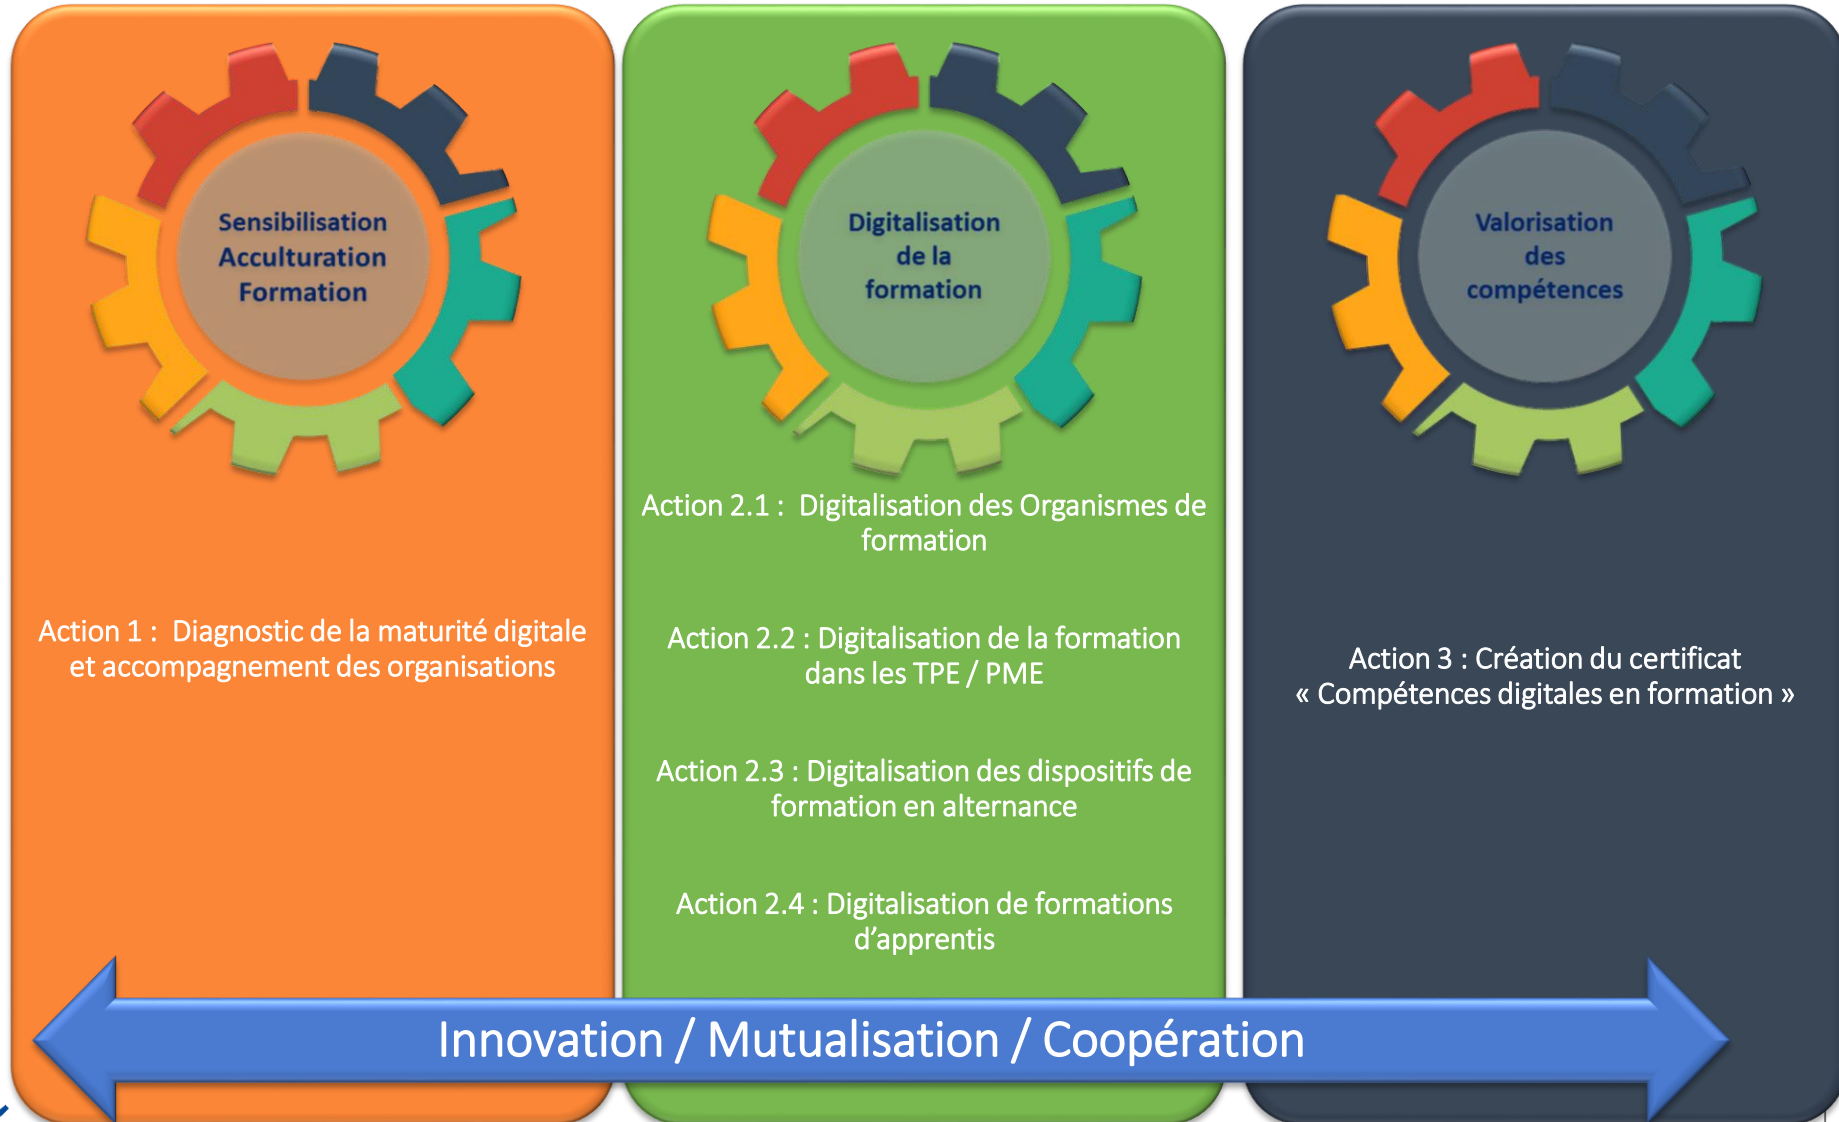 Sensibilisation
Acculturation
Formation
Action 1 : Diagnostic de la maturité digitale
et accompagnement des organisations
Digitalisation
de la
formation
Action 2.1 : Digitalisation des Organismes de
formation
Action 2.2 : Digitalisation de la formation
dans les TPE / PME
Action 2.3 : Digitalisation des dispositifs de
formation en alternance
Action 2.4 : Digitalisation de formations
d’apprentis
Valorisation
des
compétences
Action 3 : Création du certificat
« Compétences digitales en formation »
Innovation / Mutualisation / Coopération